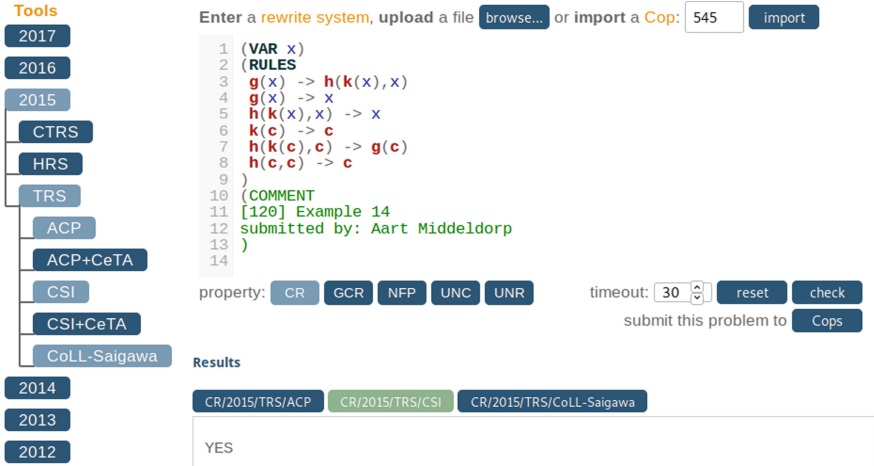 Tools
2017
2016
2015
CTRS
HRS
TRS
ACP
ACP+CeTA
CSI
CSI+CeTA
CoLL-Saigawa
2014
2013
2012
Enter a rewrite system, upload a file browse... or import a Cop: 545 import
1 (VAR x)
2 (RULES
3 g(x) -> h(k(x),x)
4 g(x) -> x
5 h(k(x),x) -> x
6 k(c) -> c
7 h(k(c),c) -> g(c)
8 h(c,c) -> c
9 )
10 (COMMENT
11 [120] Example 14
12 submitted by: Aart Middeldorp
13 )
14
property: CR GCR NFP UNC UNR timeout: 30 reset check
submit this problem to Cops
Results
CR/2015/TRS/ACP CR/2015/TRS/CSI CR/2015/TRS/CoLL-Saigawa
YES